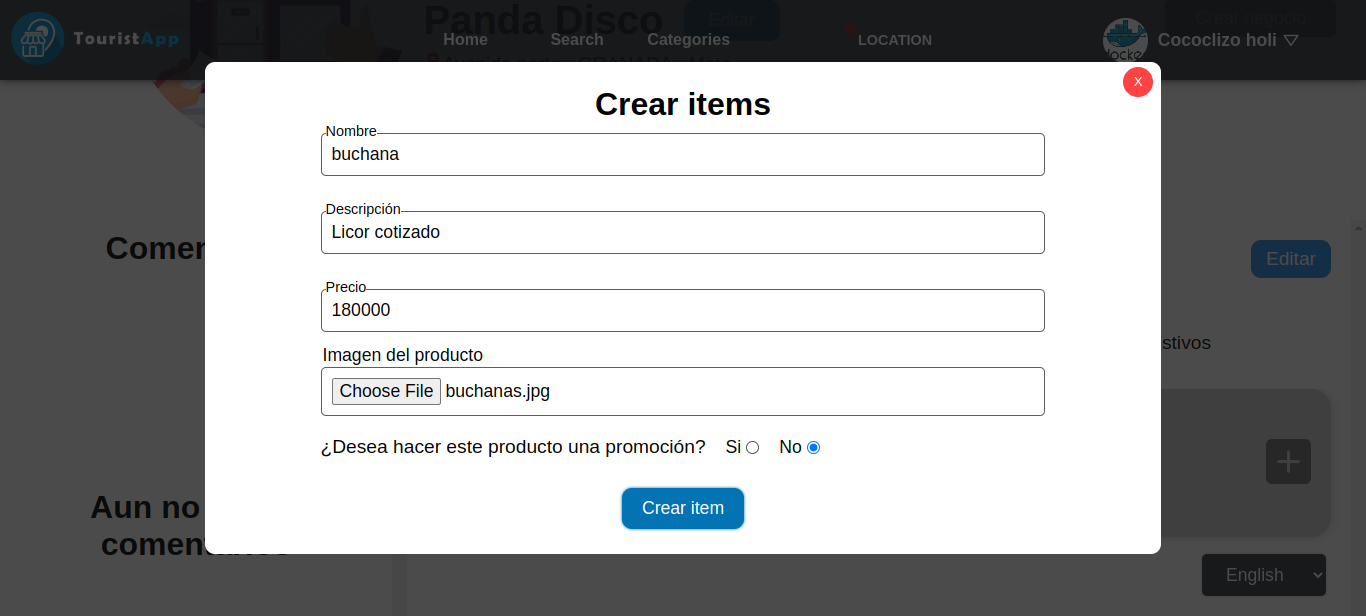 Panda Disco
Editar
Crear negocio
TouristApp
Home
Search
Categories
LOCATION
Cococlizo holi
docke
X
Crear items
Nombre
buchana
Descripción
Licor cotizado
Precio
180000
Imagen del producto
Choose File buchanas.jpg
¿Desea hacer este producto una promoción? Si No
Crear item
Comen
Editar
stivos
Aun no
comentarios
English